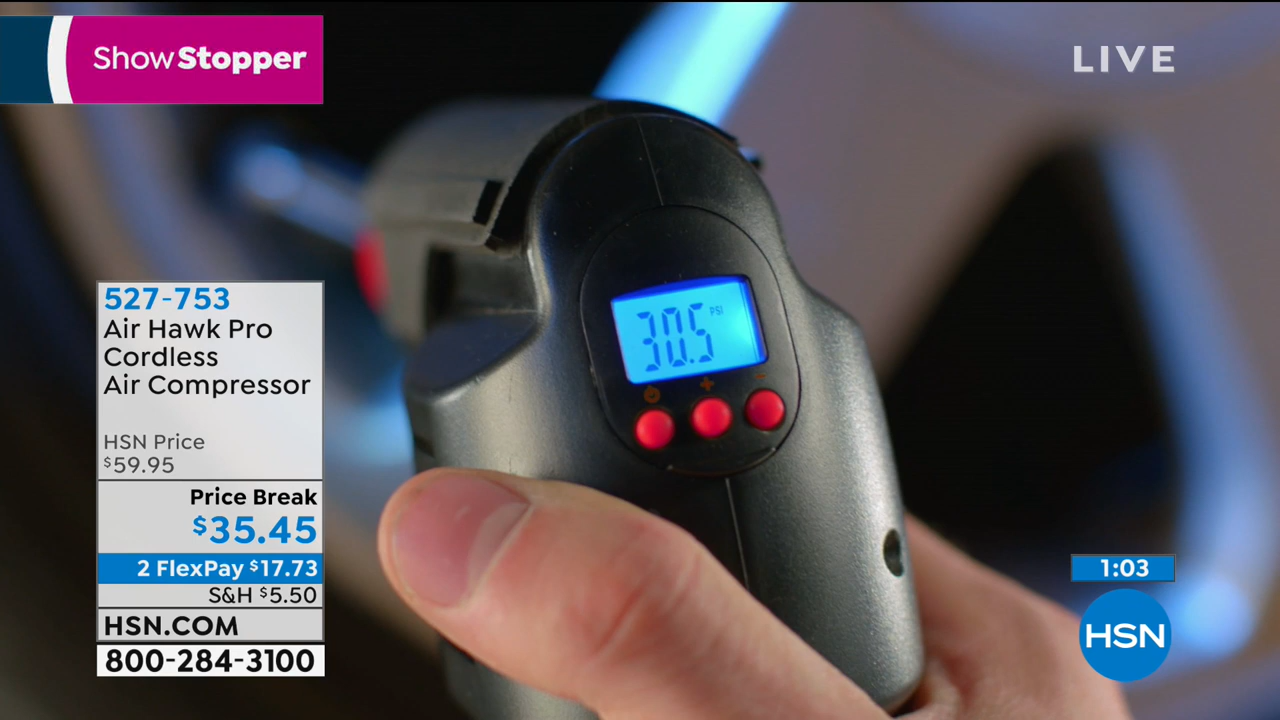 ShowStopper
LIVE
30.5 PSI
527-753
Air Hawk Pro
Cordless
Air Compressor
HSN Price
$59.95
Price Break
$35.45
2 FlexPay $17.73
S&H $5.50
HSN.COM
800-284-3100
1:03
HSN